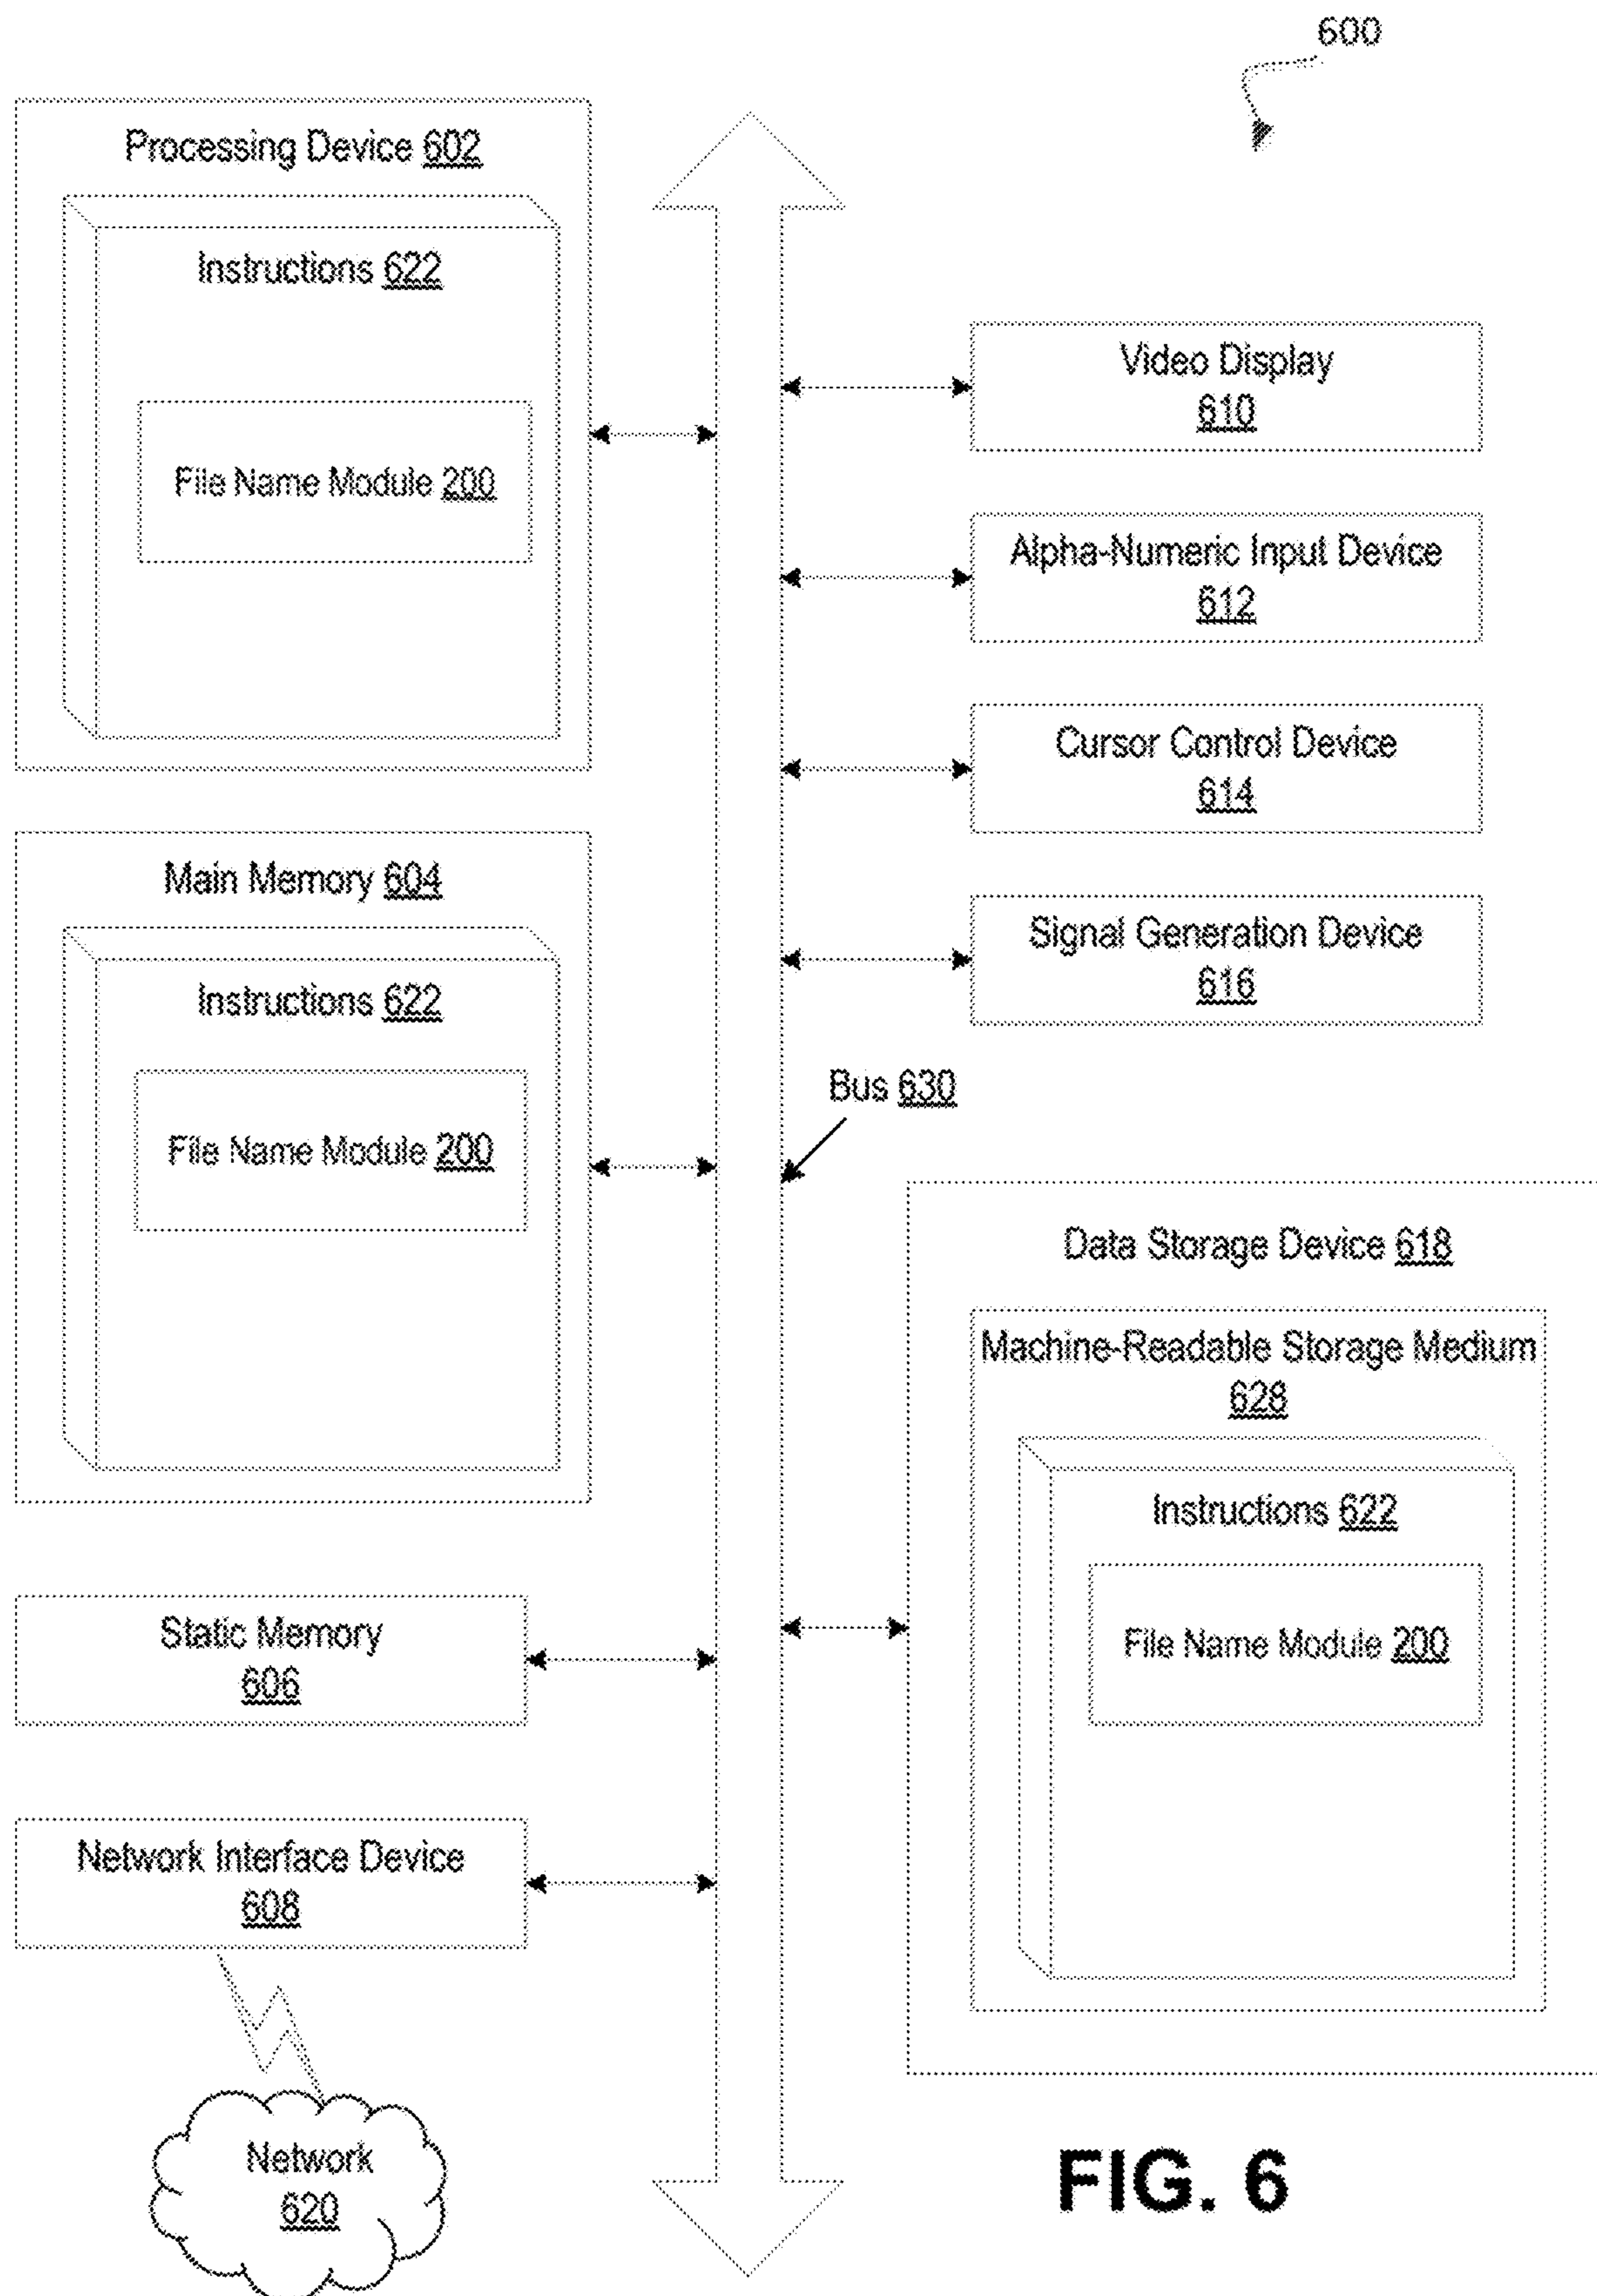 600
Processing Device 602
Instructions 622
File Name Module 200
Main Memory 604
Instructions 622
File Name Module 200
Static Memory
606
Network Interface Device
608
Network
620
Video Display
610
Alpha-Numeric Input Device
612
Cursor Control Device
614
Signal Generation Device
616
Bus 630
Data Storage Device 618
Machine-Readable Storage Medium
628
Instructions 622
File Name Module 200
FIG. 6